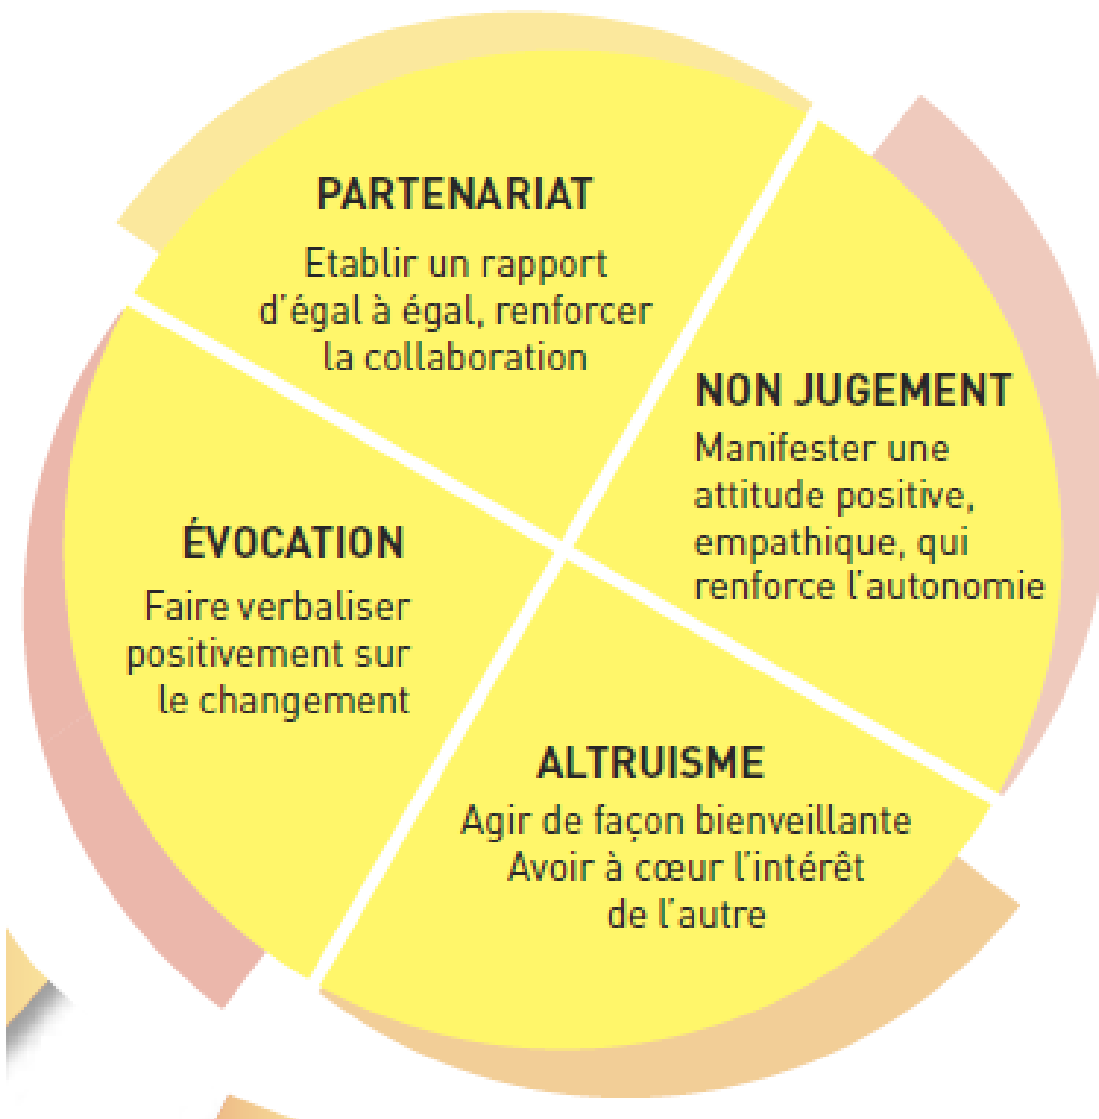 PARTENARIAT
Etablir un rapport
d'égal à égal, renforcer
la collaboration
NON JUGEMENT
Manifester une
attitude positive,
empathique, qui
renforce l'autonomie
ÉVOCATION
Faire verbaliser
positivement sur
le changement
ALTRUISME
Agir de façon bienveillante
Avoir à cœur l'intérêt
de l'autre